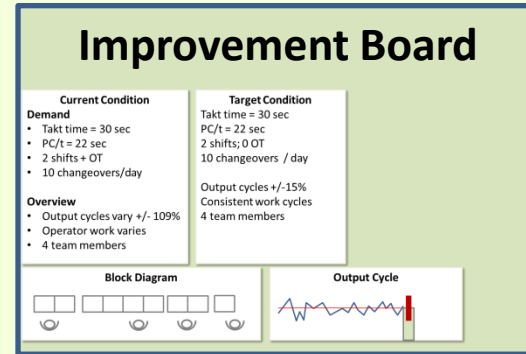 Improvement Board
Current Condition
Demand
• Takt time = 30 sec
• PC/t = 22 sec
• 2 shifts + OT
• 10 changeovers/day
Overview
• Output cycles vary +/- 109%
• Operator work varies
• 4 team members
Target Condition
Takt time = 30 sec
PC/t = 22 sec
2 shifts; 0 OT
10 changeovers / day
Output cycles +/-15%
Consistent work cycles
4 team members
Block Diagram
Output Cycle